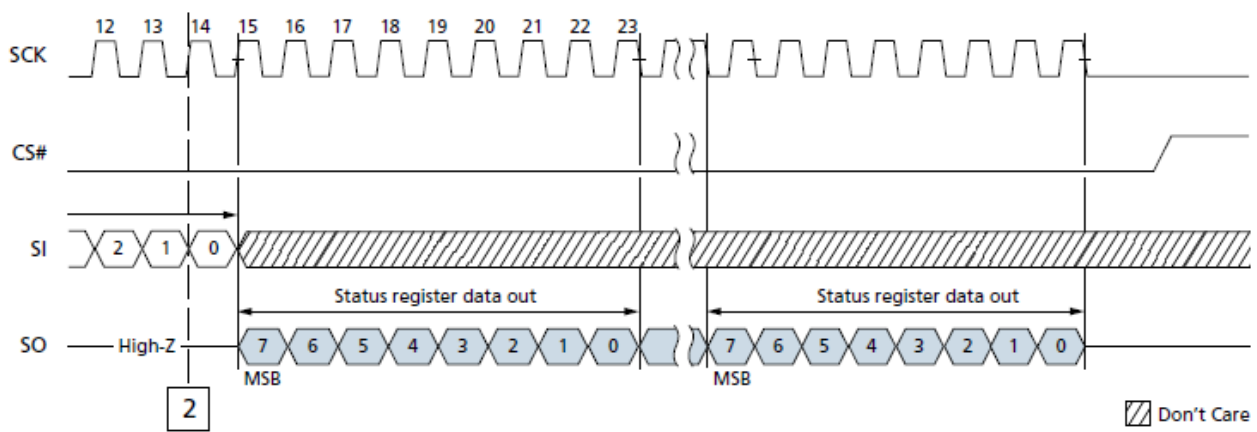 12 13 14 15 16 17 18 19 20 21 22 23
SCK
CS#
SI 2 1 0
Status register data out Status register data out
SO High-Z 7 6 5 4 3 2 1 0 7 6 5 4 3 2 1 0
MSB MSB
2
Don't Care